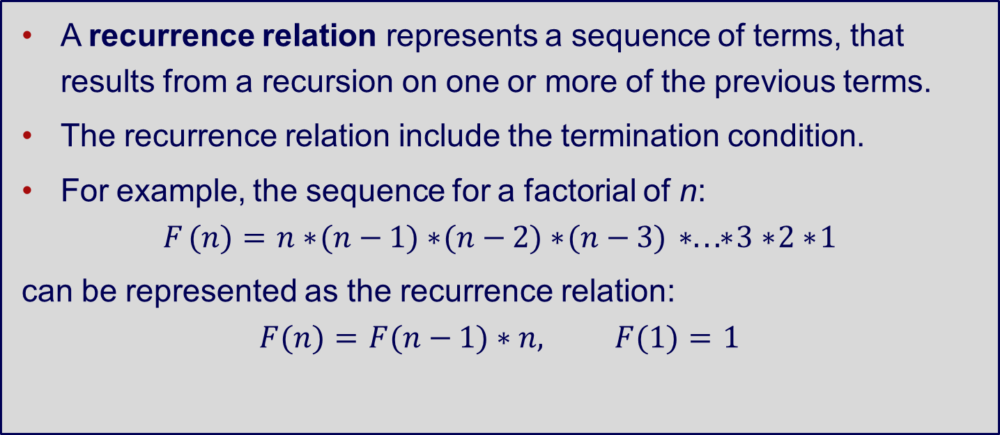 • A recurrence relation represents a sequence of terms, that
results from a recursion on one or more of the previous terms.
• The recurrence relation include the termination condition.
• For example, the sequence for a factorial of n:
F (n) = n ∗(n − 1) ∗(n − 2) ∗(n − 3) ∗…∗3 ∗2 ∗1
can be represented as the recurrence relation:
F(n) = F(n − 1) ∗ n, F(1) = 1